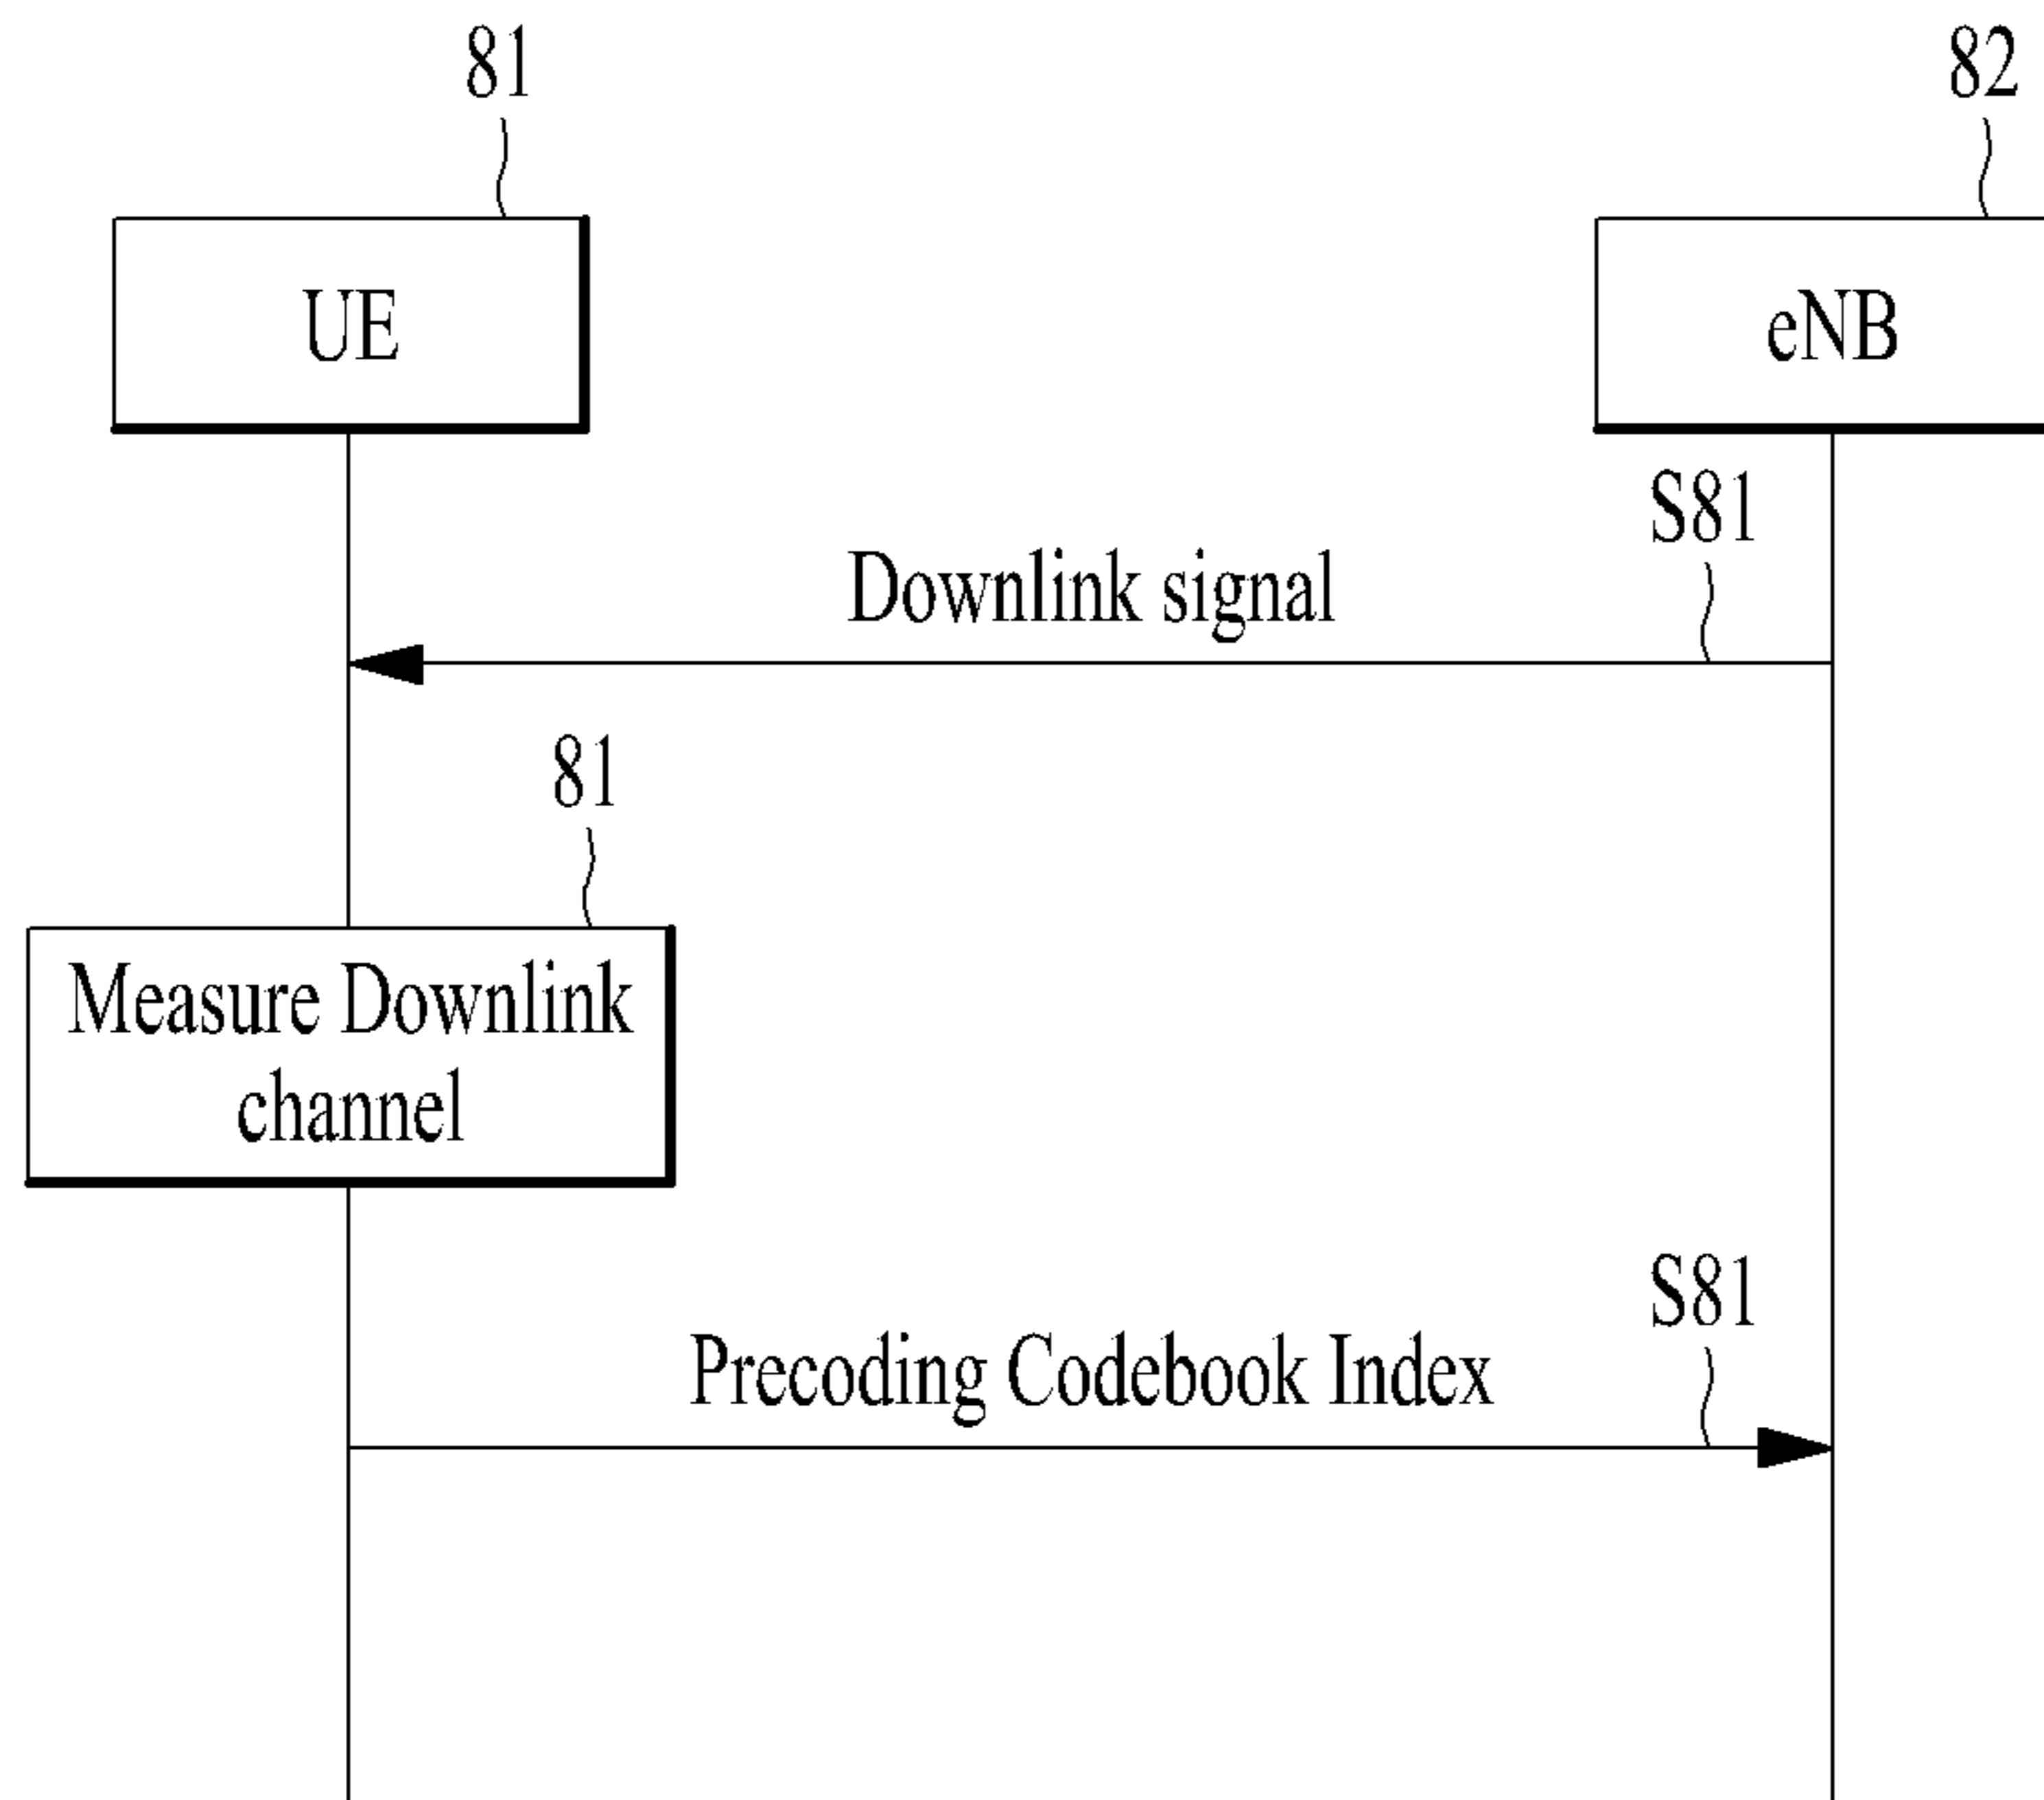 81
82
UE
eNB
S81
Downlink signal
81
Measure Downlink
channel
S81
Precoding Codebook Index